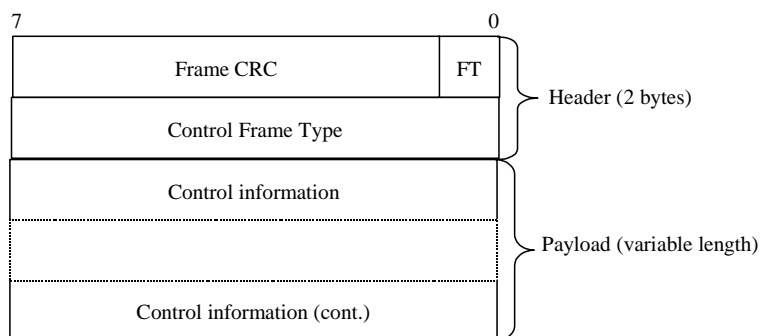 7 0
Frame CRC FT
Header (2 bytes)
Control Frame Type
Control information
Payload (variable length)
Control information (cont.)